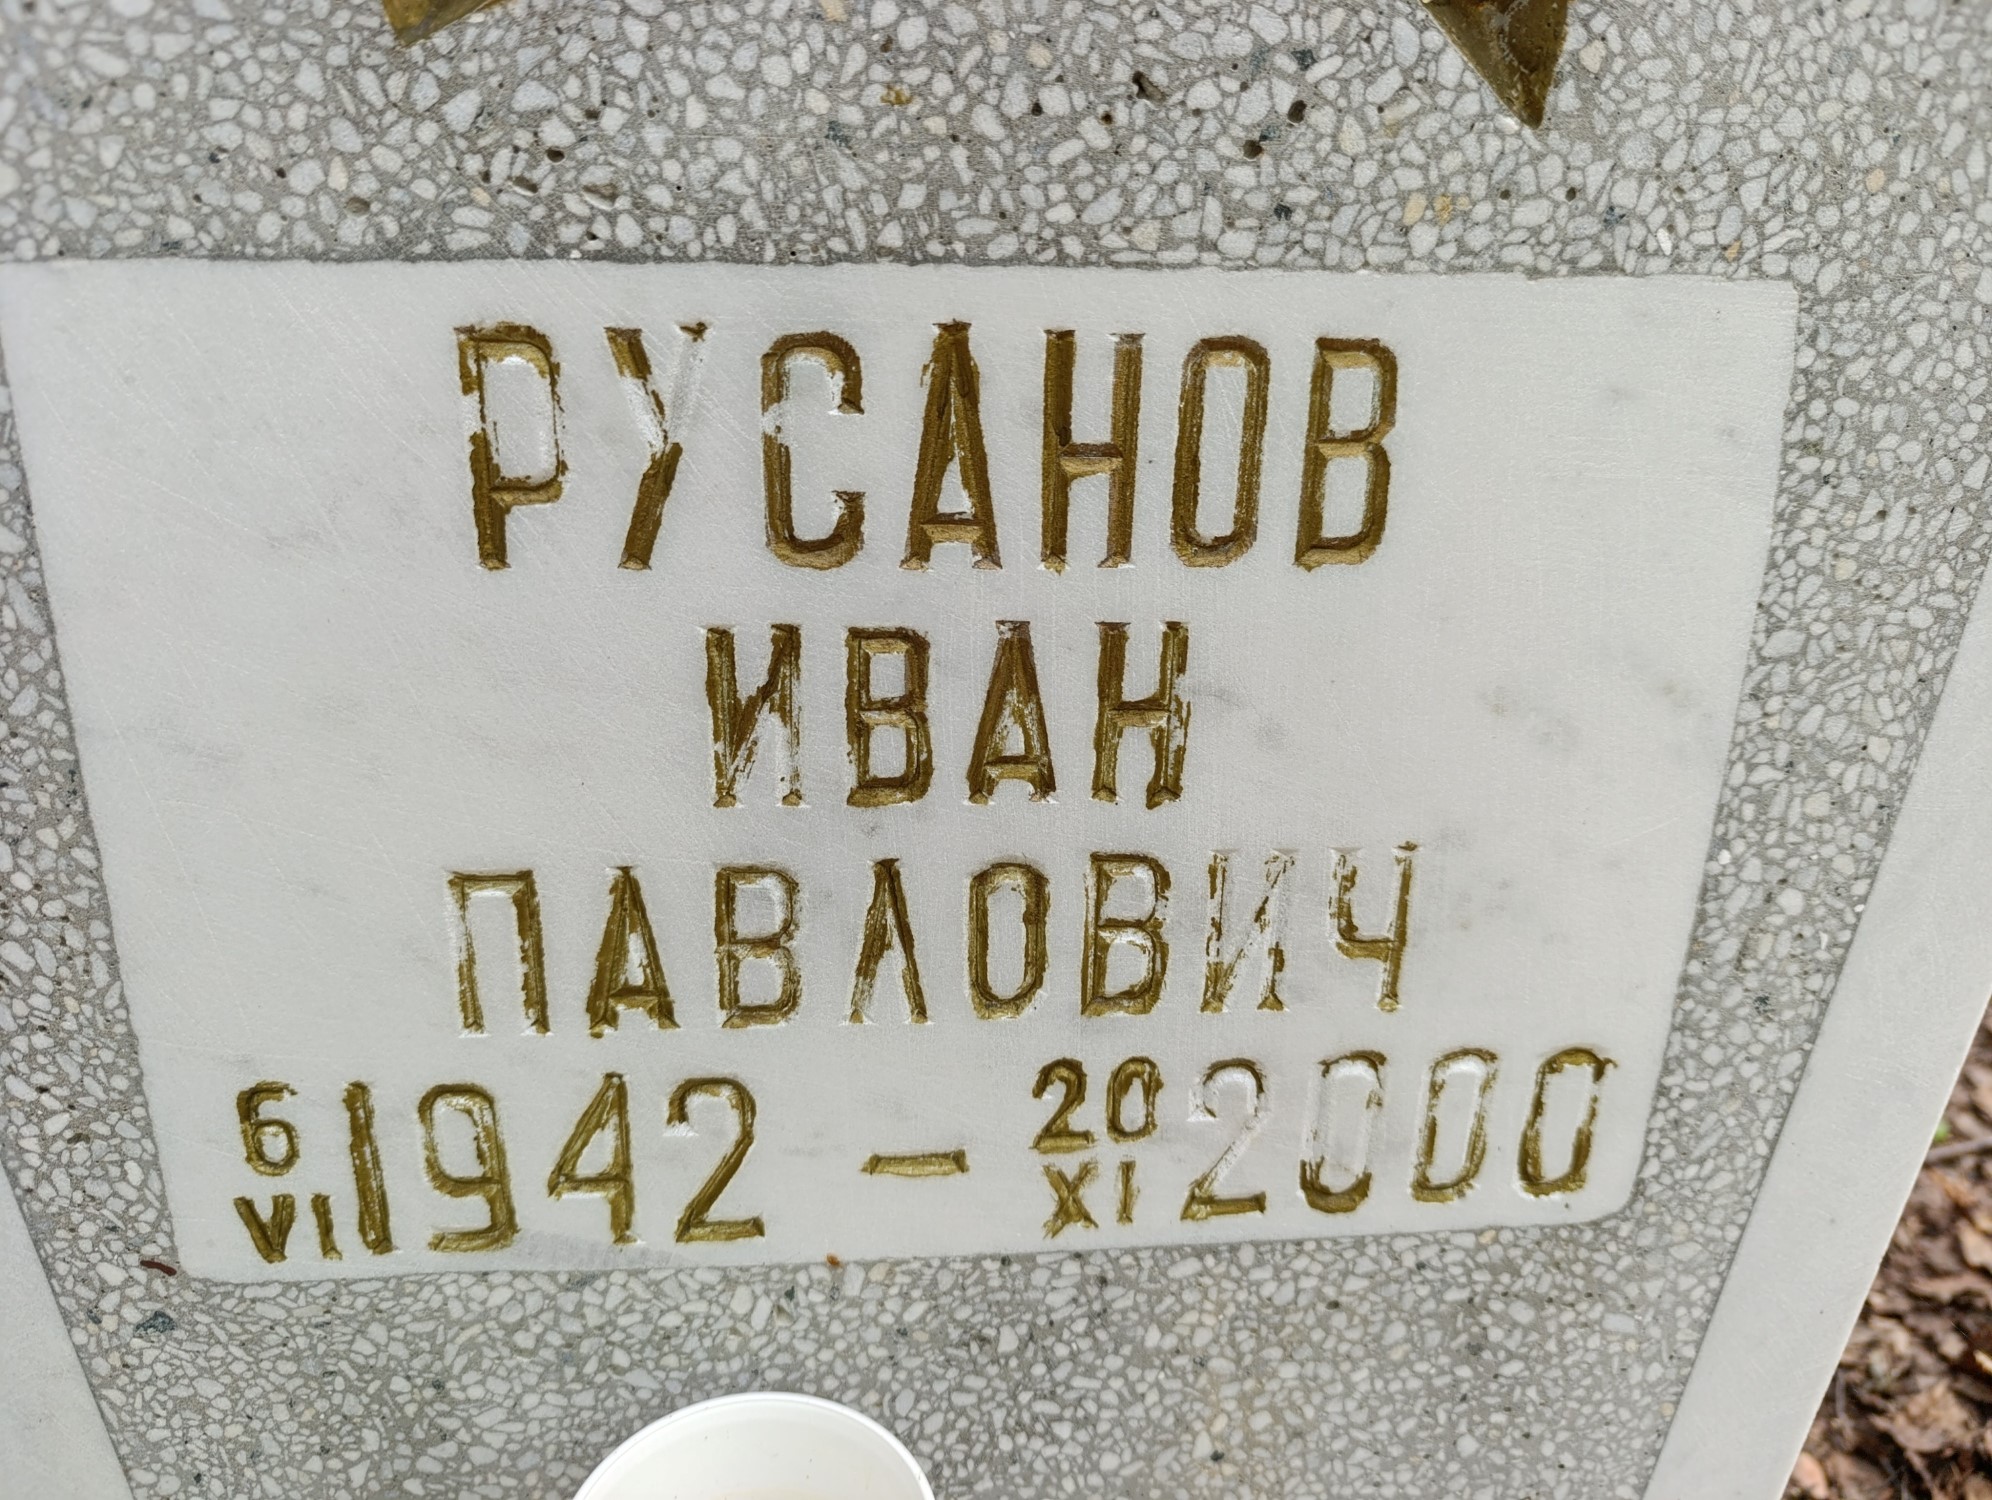 РУСАНОВ
ИВАН
ПАВЛОВИЧ
6 VI 1942 – 20 XI 2000